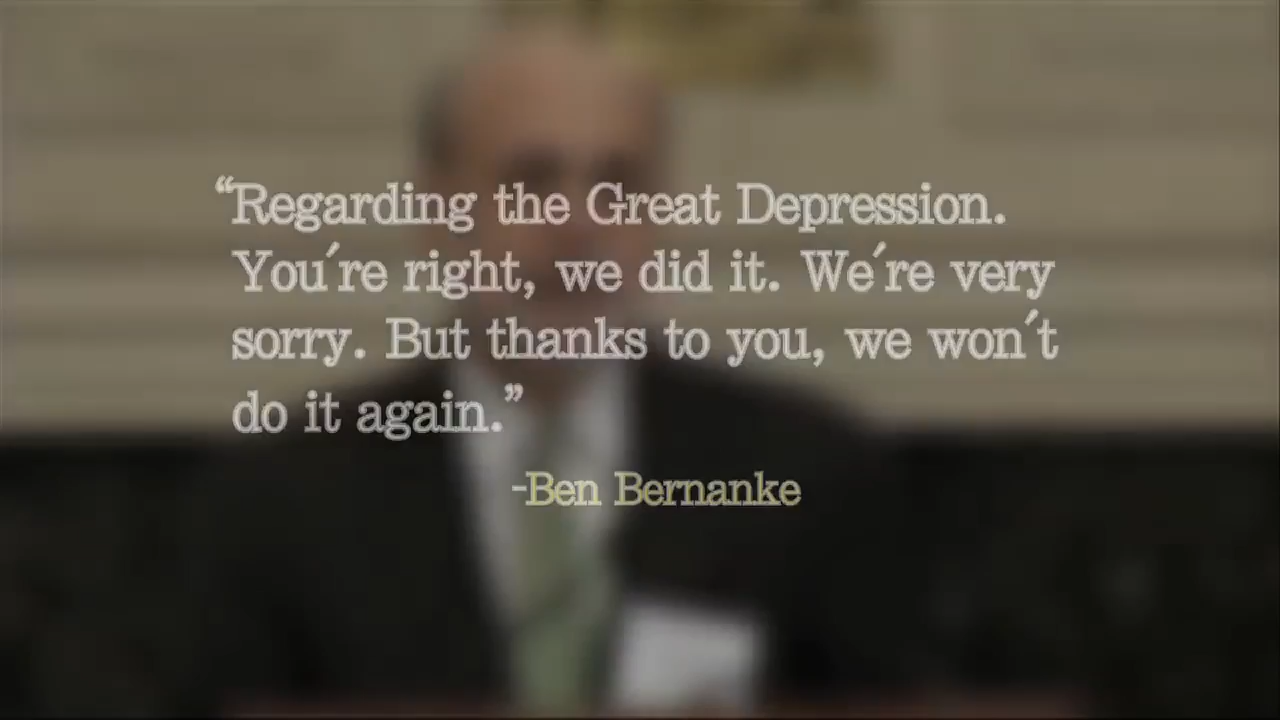 “Regarding the Great Depression.
You´re right, we did it. We´re very
sorry. But thanks to you, we won´t
do it again.”
-Ben Bernanke